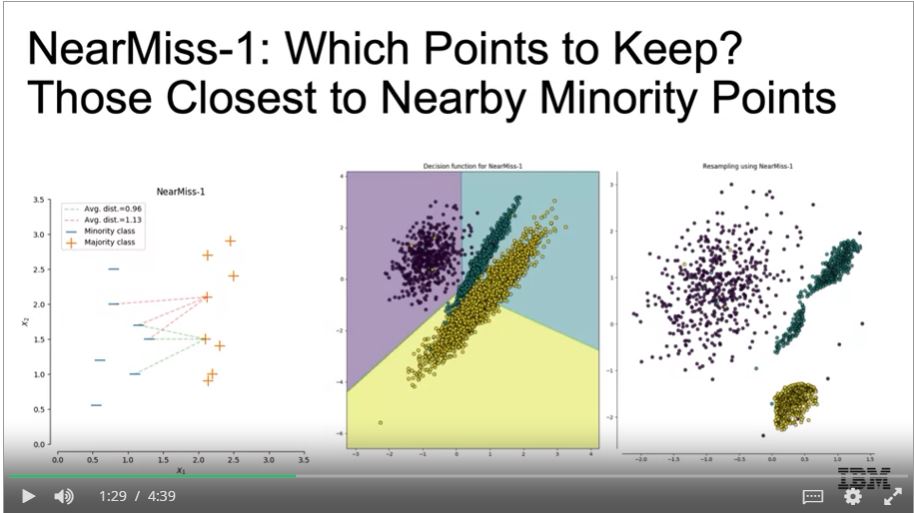 NearMiss-1: Which Points to Keep?
Those Closest to Nearby Minority Points
NearMiss-1
Avg. dist.=0.96
Avg. dist.=1.13
Minority class
Majority class
3.5
3.0
2.5
2.0
1.5
1.0
0.5
0.0
x₂
0.0 0.5 1.0 1.5 2.0 2.5 3.0 3.5
x₁
Decision function for NearMiss-1
4
2
0
−2
−4
−6
−3 −2 −1 0 1 2 3 4
Resampling using NearMiss-1
3
2
1
0
−1
−2
−2.0 −1.5 −1.0 −0.5 0.0 0.5 1.0 1.5
IBM
1:29 / 4:39